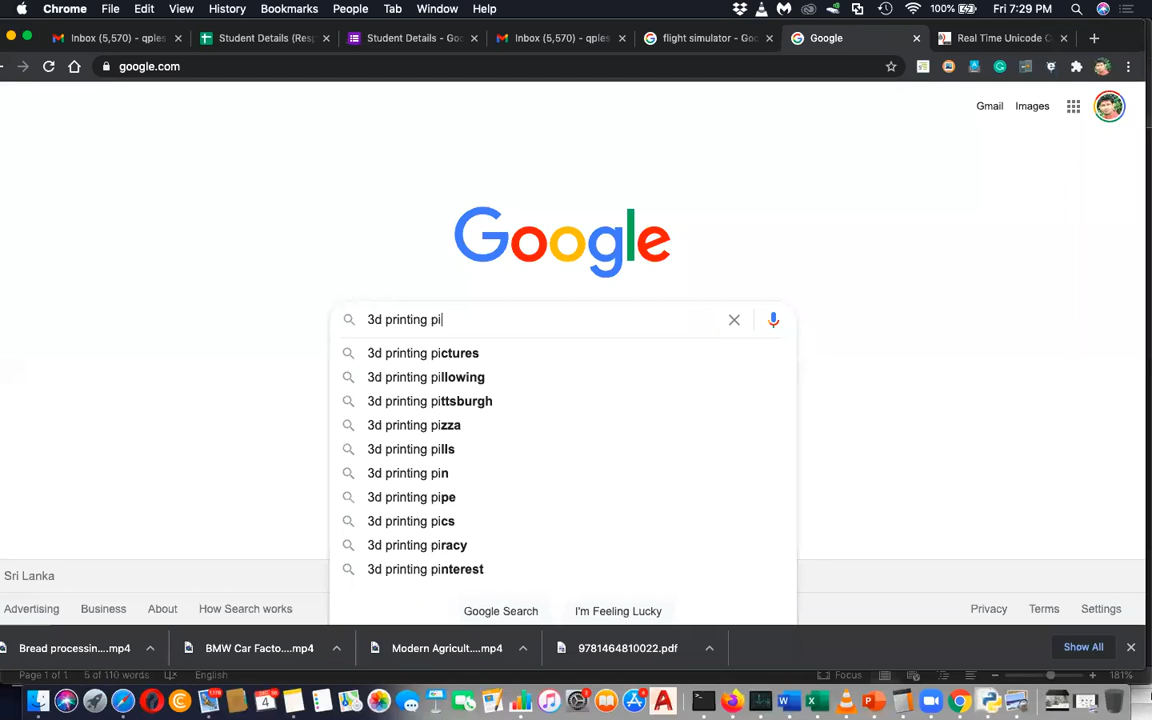 Chrome File Edit View History Bookmarks People Tab Window Help 100% Fri 7:29 PM
Inbox (5,570) - qples Student Details (Res Student Details - Goo Inbox (5,570) - qples flight simulator - Goo Google Real Time Unicode C
google.com
Gmail Images
Google
3d printing pi
3d printing pictures
3d printing pillowing
3d printing pittsburgh
3d printing pizza
3d printing pills
3d printing pin
3d printing pipe
3d printing pics
3d printing piracy
3d printing pinterest
Google Search I'm Feeling Lucky
Sri Lanka
Advertising Business About How Search works Privacy Terms Settings
Bread processin....mp4 BMW Car Facto....mp4 Modern Agricult....mp4 9781464810022.pdf Show All
Page 1 of 1 5 of 110 words English Focus 181%